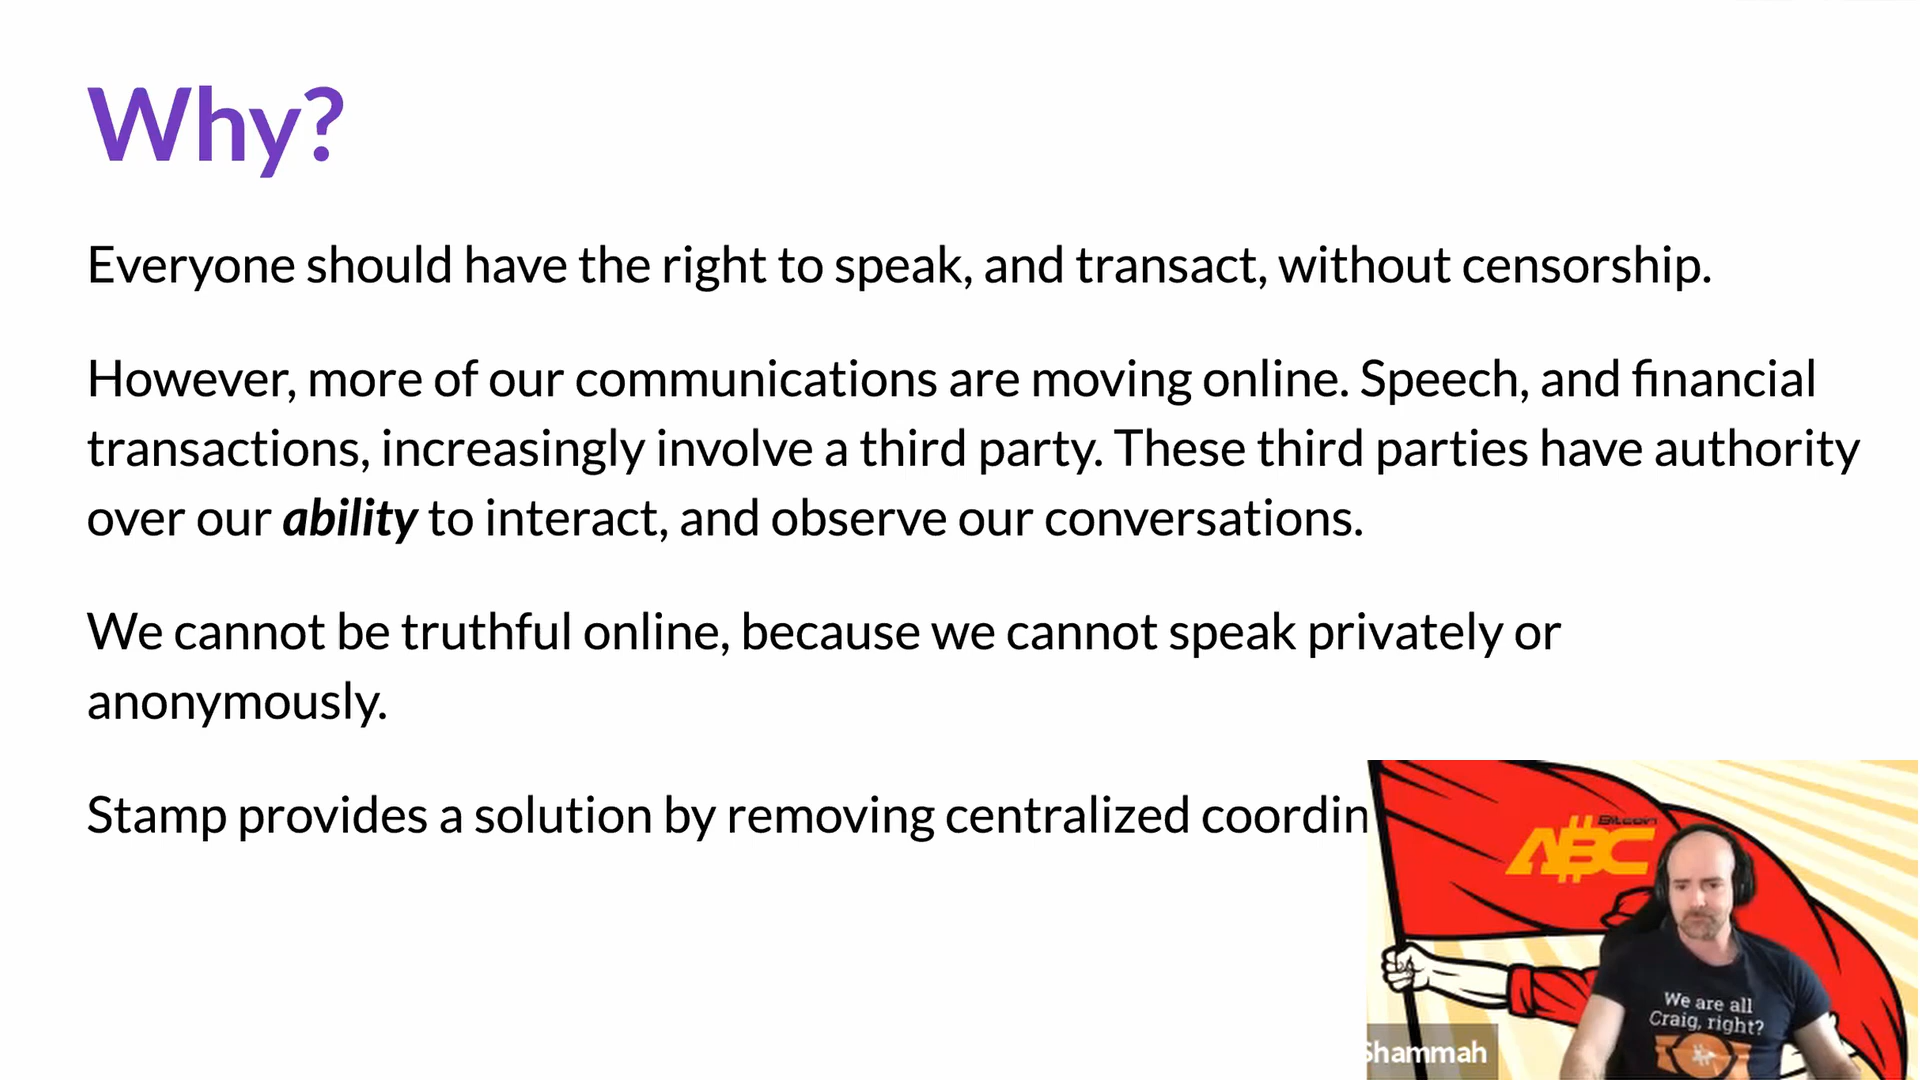 Why?
Everyone should have the right to speak, and transact, without censorship.
However, more of our communications are moving online. Speech, and financial
transactions, increasingly involve a third party. These third parties have authority
over our ability to interact, and observe our conversations.
We cannot be truthful online, because we cannot speak privately or
anonymously.
Stamp provides a solution by removing centralized coordin
Bitcoin
ABC
We are all
Craig, right?
Shammah